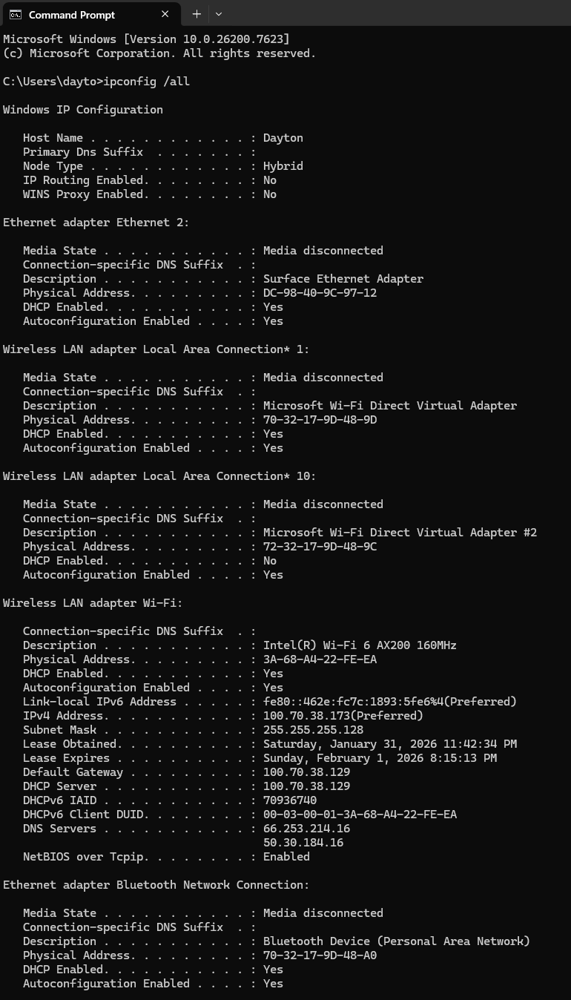 Command Prompt
Microsoft Windows [Version 10.0.26200.7623]
(c) Microsoft Corporation. All rights reserved.
C:\Users\dayto>ipconfig /all
Windows IP Configuration
Host Name . . . . . . . . . . . . : Dayton
Primary Dns Suffix  . . . . . . . :
Node Type . . . . . . . . . . . . : Hybrid
IP Routing Enabled. . . . . . . . : No
WINS Proxy Enabled. . . . . . . . : No
Ethernet adapter Ethernet 2:
Media State . . . . . . . . . . . : Media disconnected
Connection-specific DNS Suffix  . :
Description . . . . . . . . . . . : Surface Ethernet Adapter
Physical Address. . . . . . . . . : DC-98-40-9C-97-12
DHCP Enabled. . . . . . . . . . . : Yes
Autoconfiguration Enabled . . . . : Yes
Wireless LAN adapter Local Area Connection* 1:
Media State . . . . . . . . . . . : Media disconnected
Connection-specific DNS Suffix  . :
Description . . . . . . . . . . . : Microsoft Wi-Fi Direct Virtual Adapter
Physical Address. . . . . . . . . : 70-32-17-9D-48-9D
DHCP Enabled. . . . . . . . . . . : Yes
Autoconfiguration Enabled . . . . : Yes
Wireless LAN adapter Local Area Connection* 10:
Media State . . . . . . . . . . . : Media disconnected
Connection-specific DNS Suffix  . :
Description . . . . . . . . . . . : Microsoft Wi-Fi Direct Virtual Adapter #2
Physical Address. . . . . . . . . : 72-32-17-9D-48-9C
DHCP Enabled. . . . . . . . . . . : No
Autoconfiguration Enabled . . . . : Yes
Wireless LAN adapter Wi-Fi:
Connection-specific DNS Suffix  . :
Description . . . . . . . . . . . : Intel(R) Wi-Fi 6 AX200 160MHz
Physical Address. . . . . . . . . : 3A-68-A4-22-FE-EA
DHCP Enabled. . . . . . . . . . . : Yes
Autoconfiguration Enabled . . . . : Yes
Link-local IPv6 Address . . . . . : fe80::462e:fc7c:1893:5fe6%4(Preferred)
IPv4 Address. . . . . . . . . . . : 100.70.38.173(Preferred)
Subnet Mask . . . . . . . . . . . : 255.255.255.128
Lease Obtained. . . . . . . . . . : Saturday, January 31, 2026 11:42:34 PM
Lease Expires . . . . . . . . . . : Sunday, February 1, 2026 8:15:13 PM
Default Gateway . . . . . . . . . : 100.70.38.129
DHCP Server . . . . . . . . . . . : 100.70.38.129
DHCPv6 IAID . . . . . . . . . . . : 70936740
DHCPv6 Client DUID. . . . . . . . : 00-03-00-01-3A-68-A4-22-FE-EA
DNS Servers . . . . . . . . . . . : 66.253.214.16
50.30.184.16
NetBIOS over Tcpip. . . . . . . . : Enabled
Ethernet adapter Bluetooth Network Connection:
Media State . . . . . . . . . . . : Media disconnected
Connection-specific DNS Suffix  . :
Description . . . . . . . . . . . : Bluetooth Device (Personal Area Network)
Physical Address. . . . . . . . . : 70-32-17-9D-48-A0
DHCP Enabled. . . . . . . . . . . : Yes
Autoconfiguration Enabled . . . . : Yes